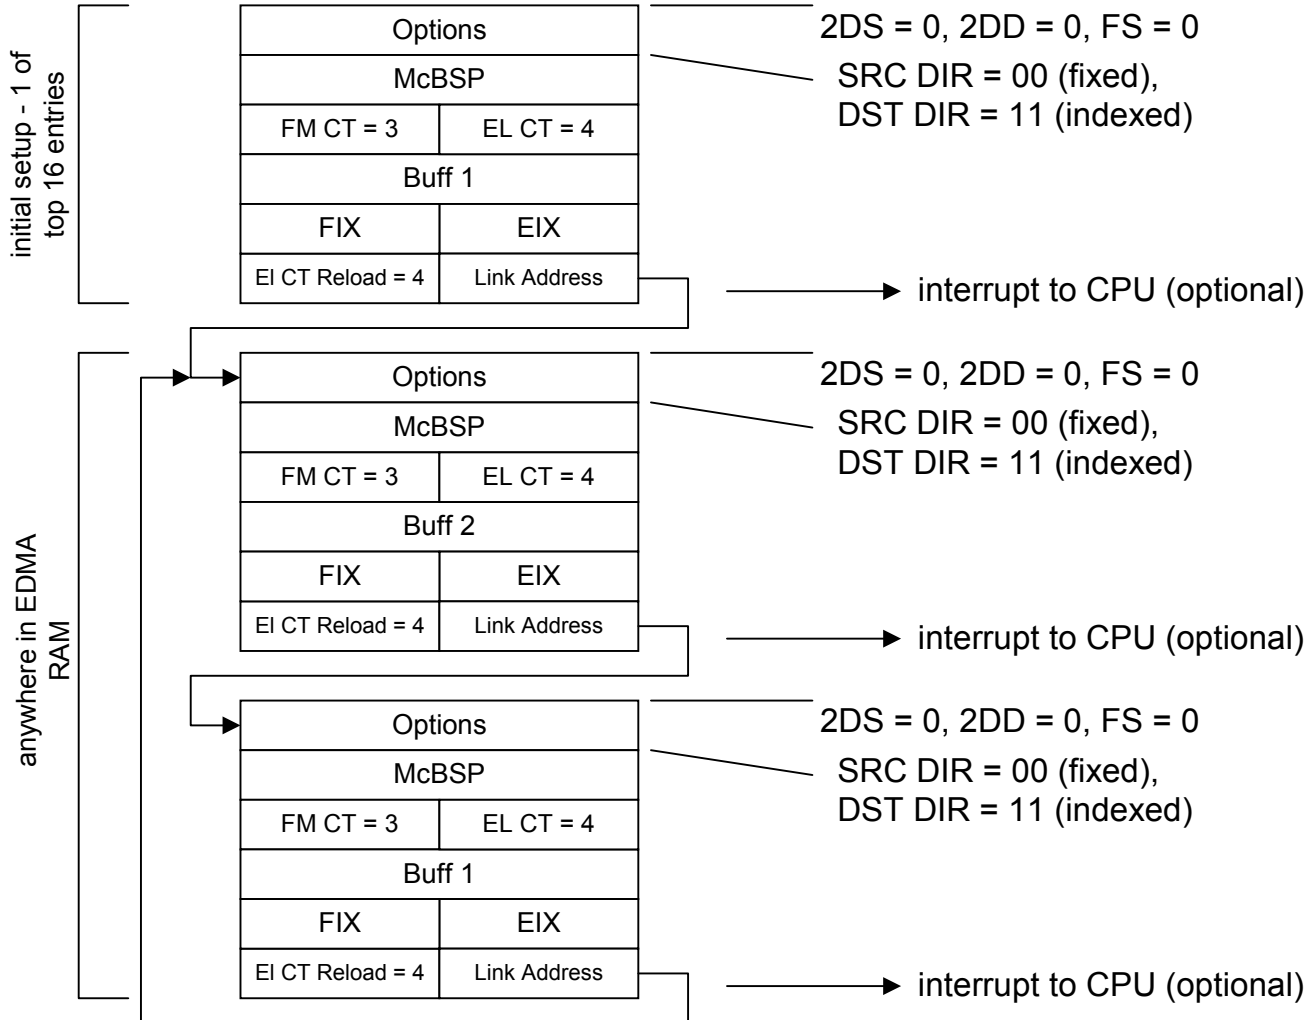 initial setup - 1 of
top 16 entries
Options
McBSP
FM CT = 3
EL CT = 4
Buff 1
FIX
EIX
El CT Reload = 4
Link Address
2DS = 0, 2DD = 0, FS = 0
SRC DIR = 00 (fixed),
DST DIR = 11 (indexed)
interrupt to CPU (optional)
anywhere in EDMA
RAM
Options
McBSP
FM CT = 3
EL CT = 4
Buff 2
FIX
EIX
El CT Reload = 4
Link Address
2DS = 0, 2DD = 0, FS = 0
SRC DIR = 00 (fixed),
DST DIR = 11 (indexed)
interrupt to CPU (optional)
Options
McBSP
FM CT = 3
EL CT = 4
Buff 1
FIX
EIX
El CT Reload = 4
Link Address
2DS = 0, 2DD = 0, FS = 0
SRC DIR = 00 (fixed),
DST DIR = 11 (indexed)
interrupt to CPU (optional)